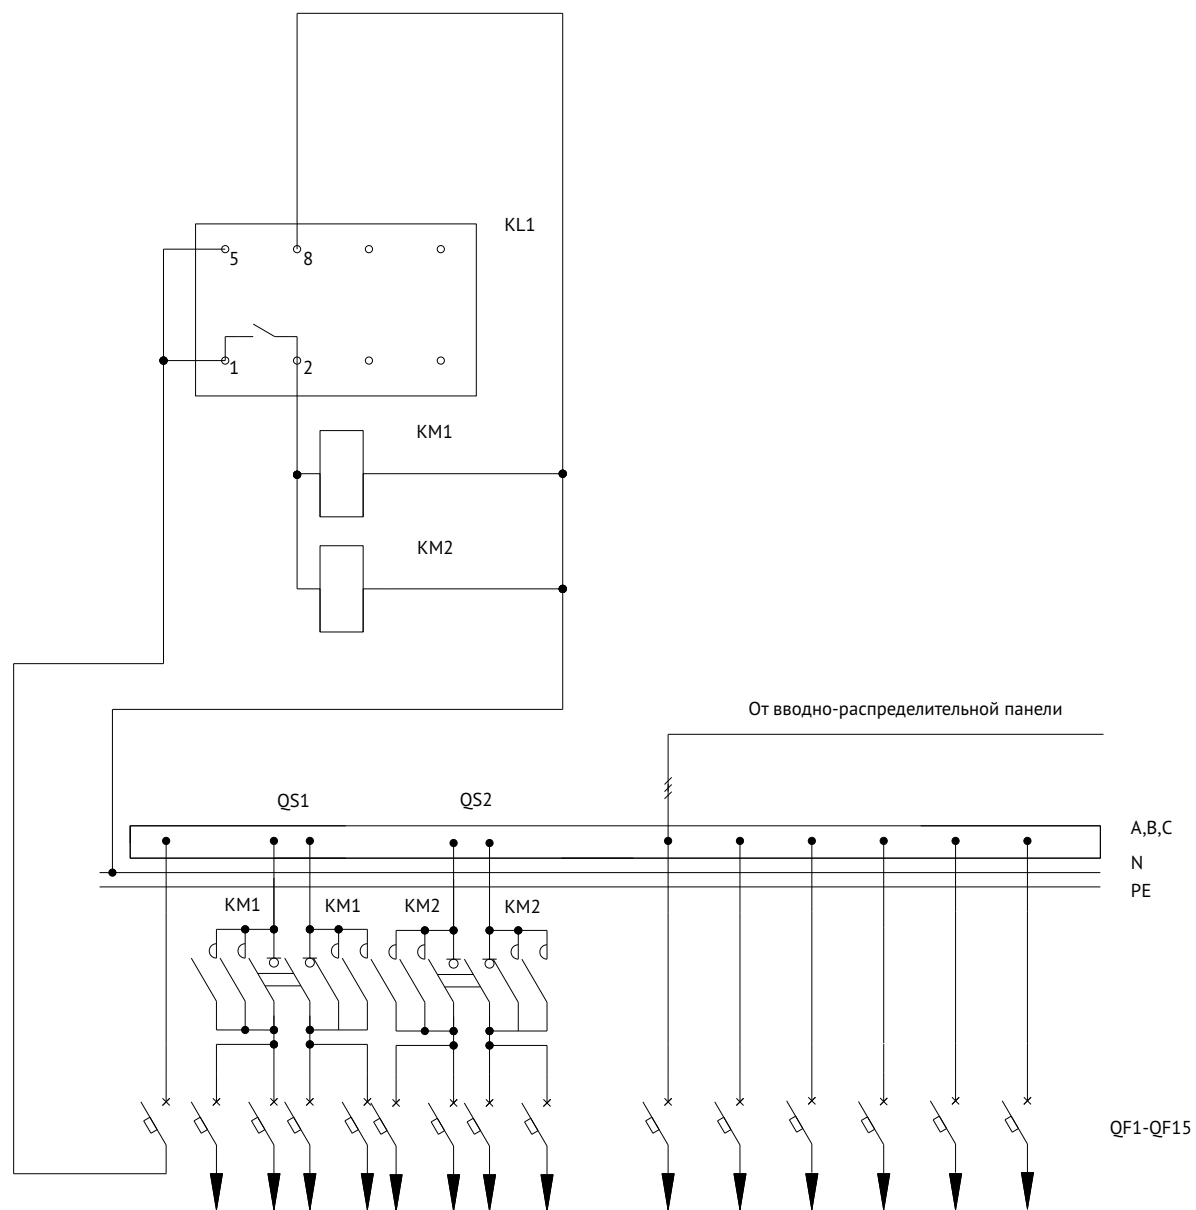 KL1
5
8
1
2
KM1
KM2
От вводно-распределительной панели
QS1
QS2
A,B,C
N
PE
KM1
KM1
KM2
KM2
QF1-QF15